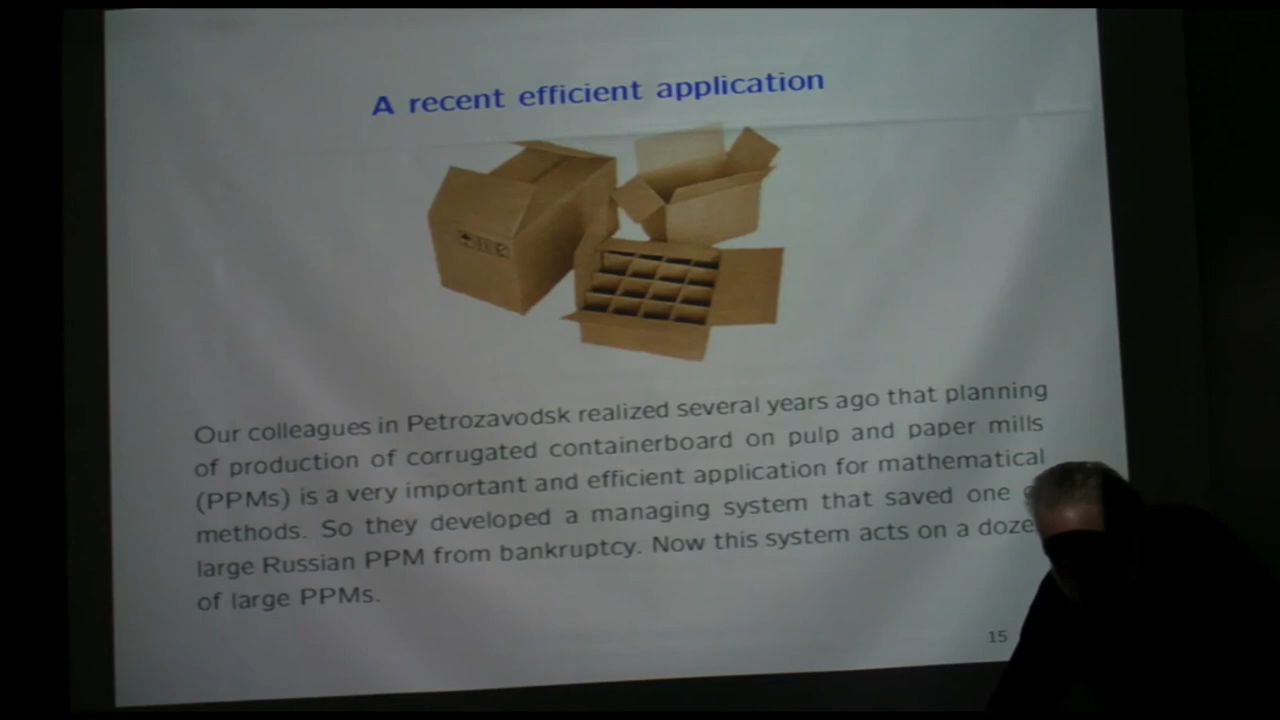 A recent efficient application
Our colleagues in Petrozavodsk realized several years ago that planning
of production of corrugated containerboard on pulp and paper mills
(PPMs) is a very important and efficient application for mathematical
methods. So they developed a managing system that saved one
large Russian PPM from bankruptcy. Now this system acts on a doze
of large PPMs.
15